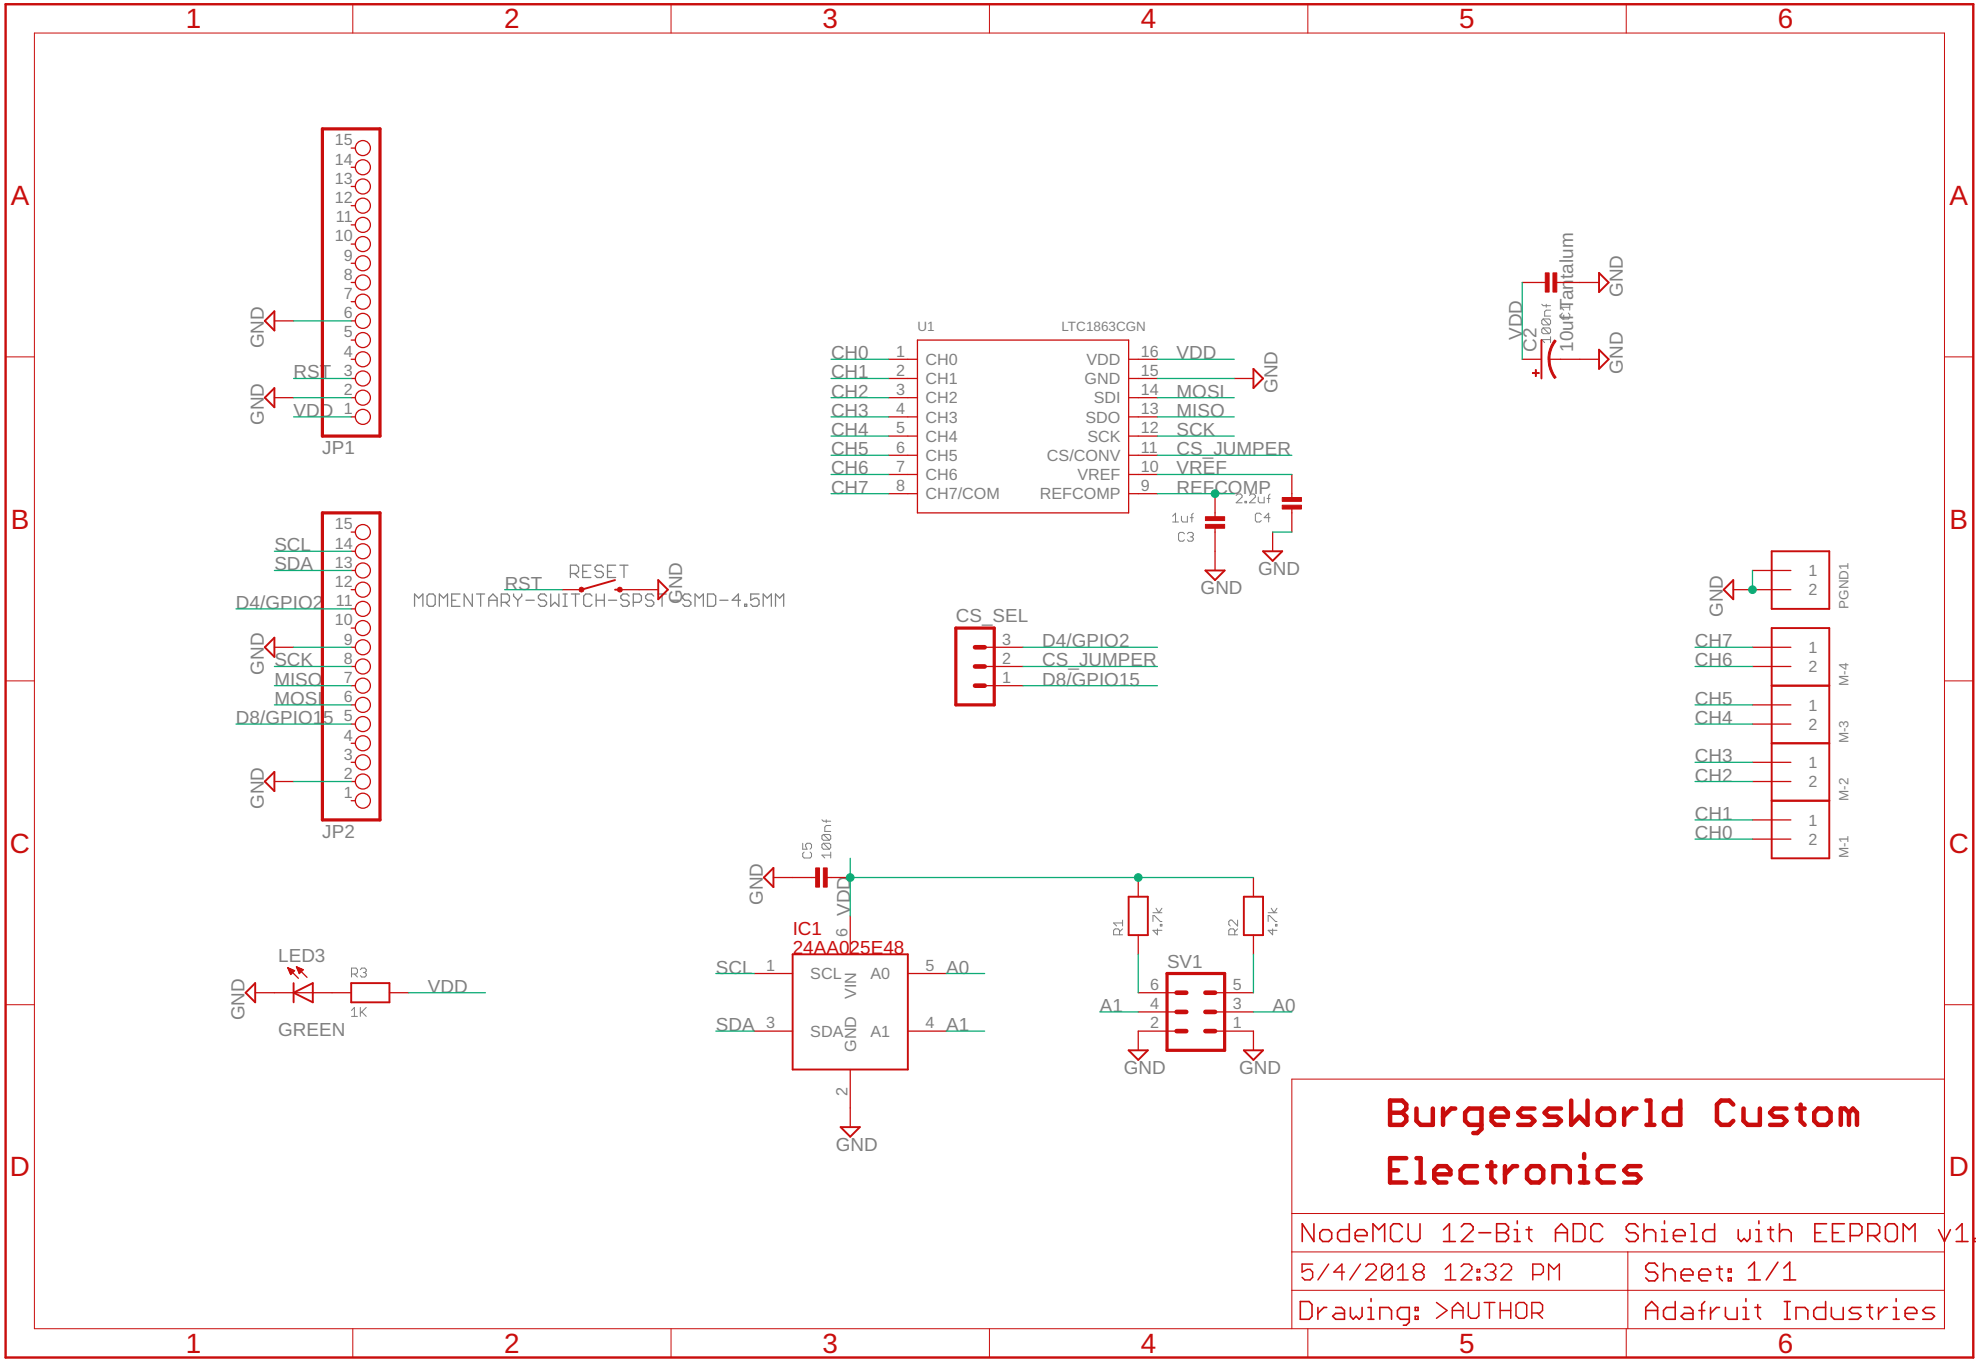 1 2 3 4 5 6
A A
B B
C C
D D
15
14
13
12
11
10
9
8
7
6
5
4
3
2
1
GND
RST
GND
VDD
JP1
15
14
13
12
11
10
9
8
7
6
5
4
3
2
1
SCL
SDA
D4/GPIO2
GND
SCK
MISO
MOSI
D8/GPIO15
GND
JP2
RST
RESET
GND
MOMENTARY-SWITCH-SPST-SMD-4.5MM
U1 LTC1863CGN
CH0 1 CH0 VDD 16 VDD
CH1 2 CH1 GND 15 GND
CH2 3 CH2 SDI 14 MOSI
CH3 4 CH3 SDO 13 MISO
CH4 5 CH4 SCK 12 SCK
CH5 6 CH5 CS/CONV 11 CS_JUMPER
CH6 7 CH6 VREF 10 VREF
CH7 8 CH7/COM REFCOMP 9 REFCOMP
2.2uf
C4
1uf
C3
GND
GND
VDD
C2
100nf
10uf Tantalum
GND
GND
CS_SEL
3 D4/GPIO2
2 CS_JUMPER
1 D8/GPIO15
GND
1
2
PGND1
CH7 1
CH6 2
M-4
CH5 1
CH4 2
M-3
CH3 1
CH2 2
M-2
CH1 1
CH0 2
M-1
GND
C5
100nf
VDD
6
IC1
24AA025E48
SCL 1 SCL VIN A0 5 A0
SDA 3 SDA GND A1 4 A1
2
GND
R1
4.7k
R2
4.7k
SV1
6 5
A1 4 3 A0
2 1
GND GND
LED3
GND
GREEN
R3
1K
VDD
BurgessWorld Custom
Electronics
NodeMCU 12-Bit ADC Shield with EEPROM v1.
5/4/2018 12:32 PM
Sheet: 1/1
Drawing: >AUTHOR
Adafruit Industries
1 2 3 4 5 6